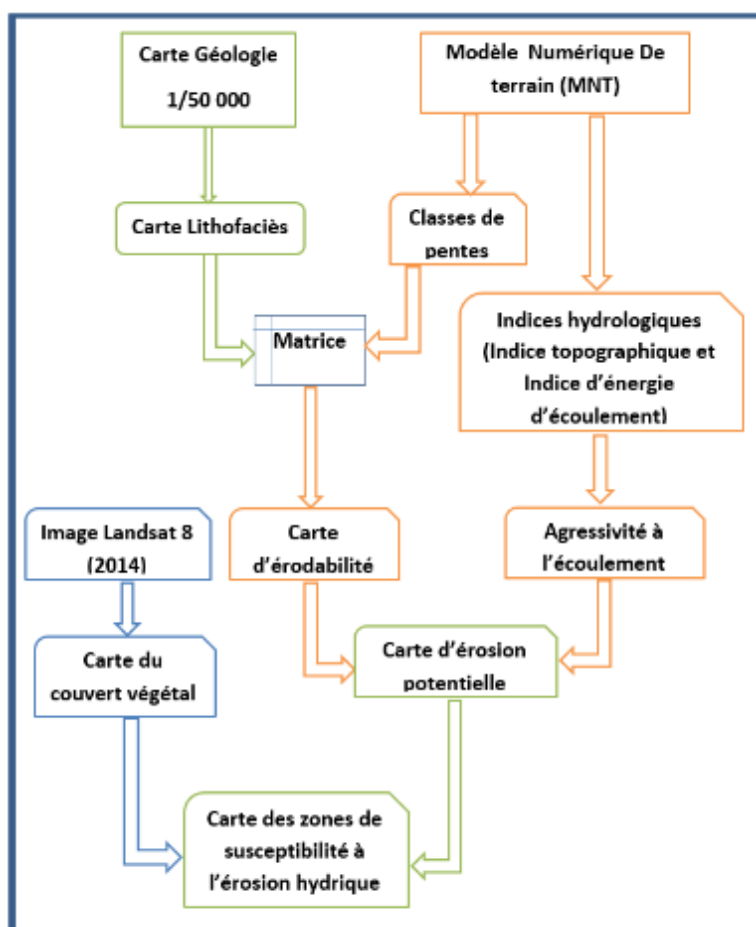 Carte Géologie
1/50 000
Modèle Numérique De
terrain (MNT)
Carte Lithofaciès
Classes de
pentes
Matrice
Indices hydrologiques
(Indice topographique et
Indice d’énergie
d’écoulement)
Image Landsat 8
(2014)
Carte
d’érodabilité
Agressivité à
l’écoulement
Carte du
couvert végétal
Carte d’érosion
potentielle
Carte des zones de
susceptibilité à
l’érosion hydrique